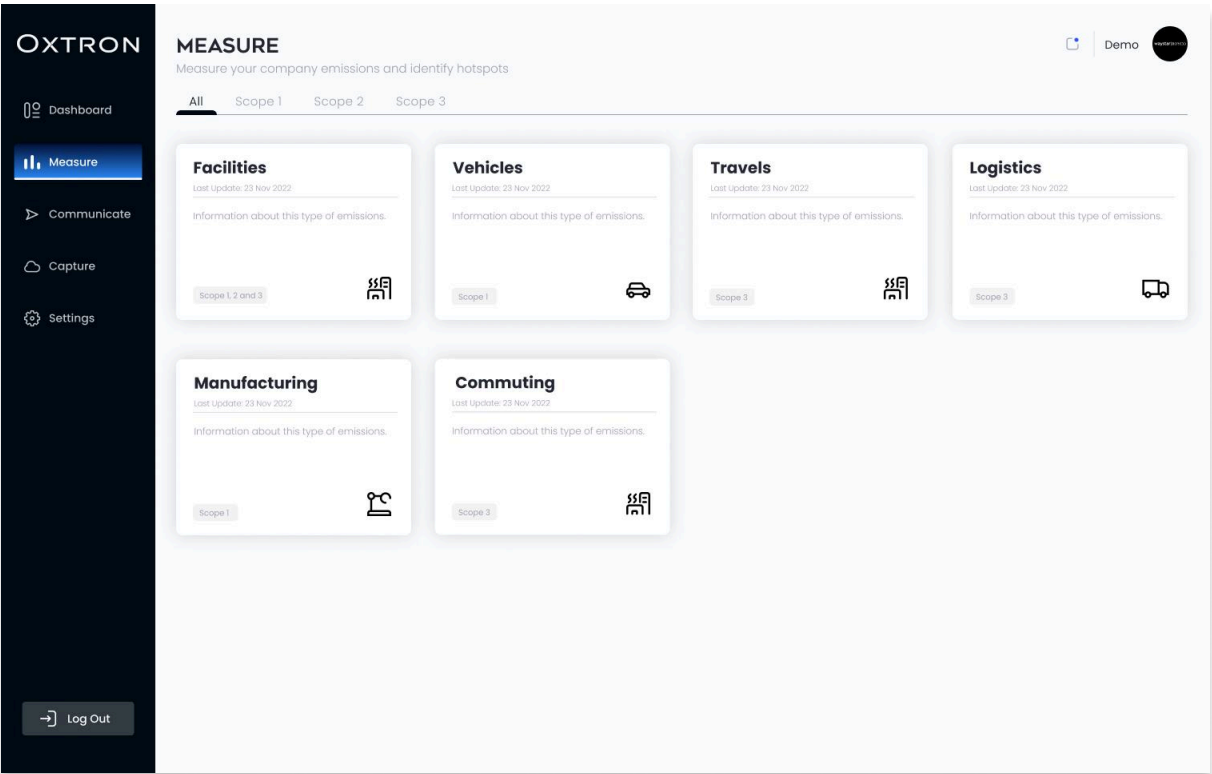 OXTRON
Dashboard
Measure
Communicate
Capture
Settings
Log Out
MEASURE
Measure your company emissions and identify hotspots
Demo
All Scope 1 Scope 2 Scope 3
Facilities
Last Update: 23 Nov 2022
Information about this type of emissions.
Scope 1, 2 and 3
Vehicles
Last Update: 23 Nov 2022
Information about this type of emissions.
Scope 1
Travels
Last Update: 23 Nov 2022
Information about this type of emissions.
Scope 3
Logistics
Last Update: 23 Nov 2022
Information about this type of emissions.
Scope 3
Manufacturing
Last Update: 23 Nov 2022
Information about this type of emissions.
Scope 1
Commuting
Last Update: 23 Nov 2022
Information about this type of emissions.
Scope 3